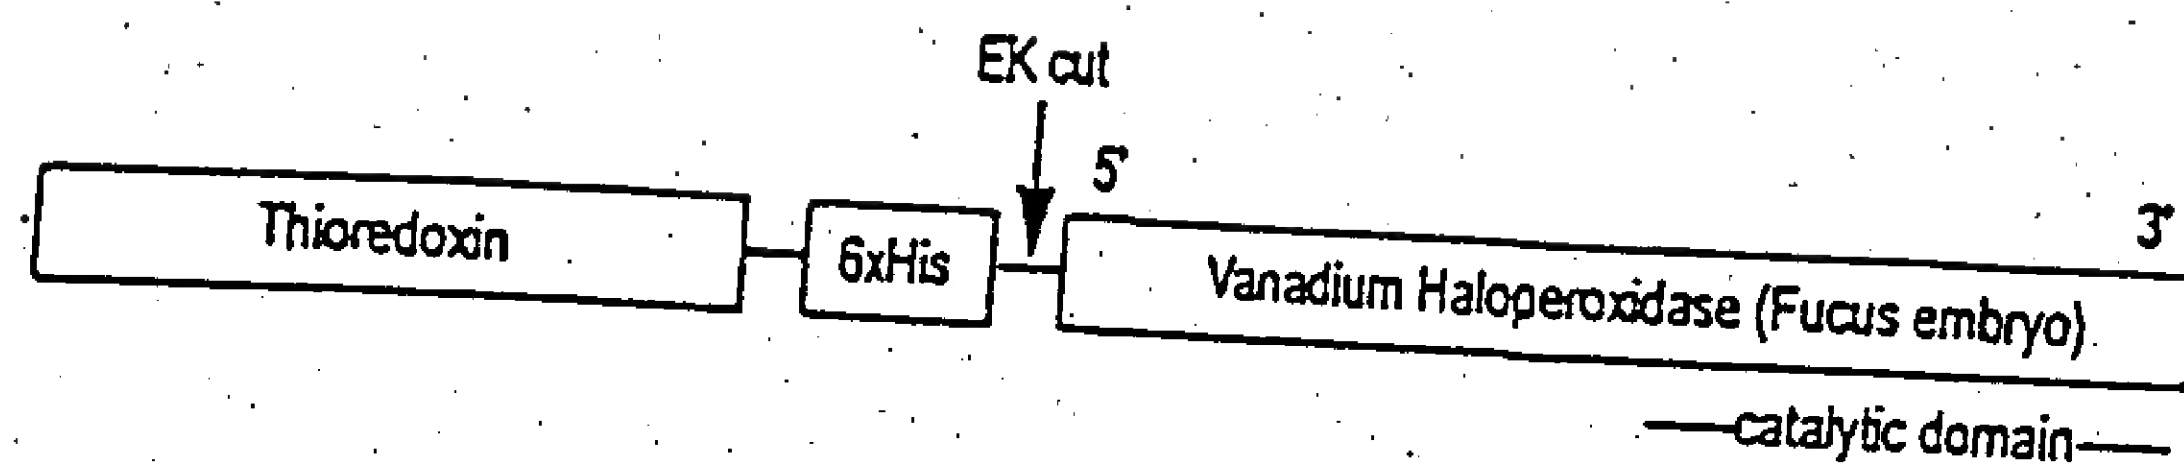 EK cut
5'
3'
Thioredoxin
6xHis
Vanadium Haloperoxidase (Fucus embryo)
catalytic domain